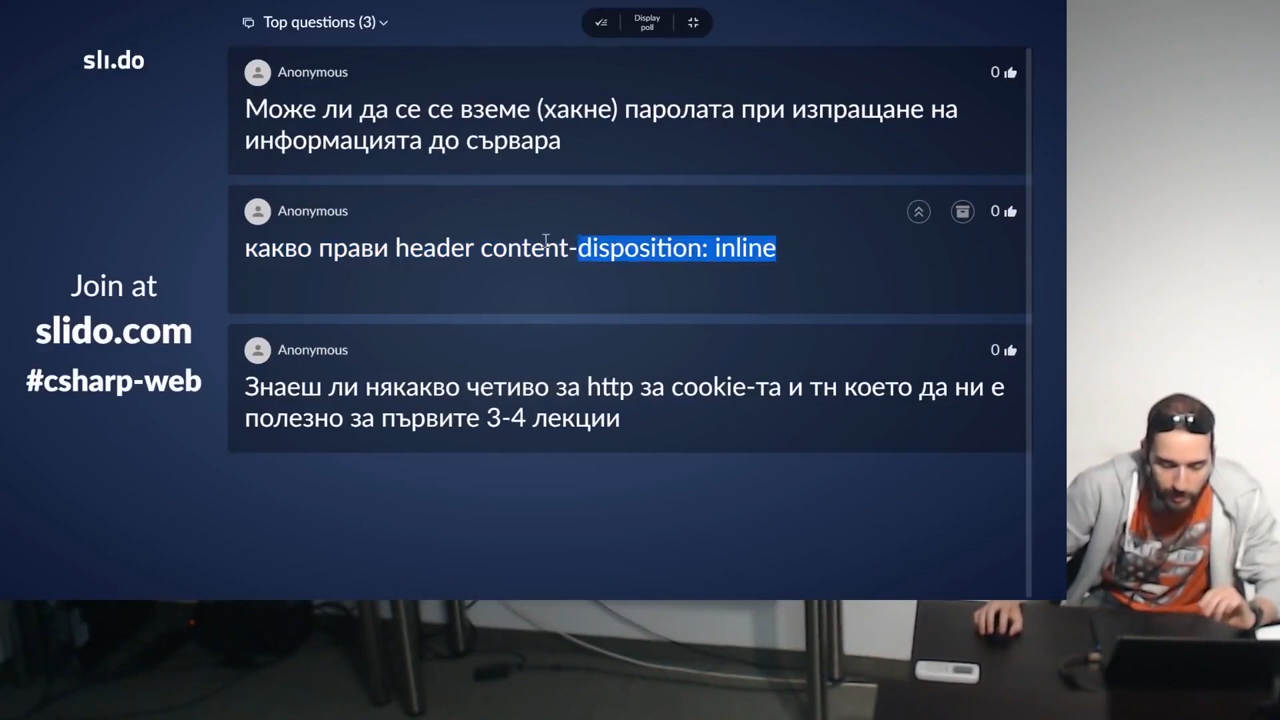 Top questions (3)
Display
poll
sli.do
Anonymous
0
Може ли да се се вземе (хакне) паролата при изпращане на
информацията до сървара
Anonymous
0
какво прави header content-disposition: inline
Join at
slido.com
#csharp-web
Anonymous
0
Знаеш ли някакво четиво за http за cookie-та и тн което да ни е
полезно за първите 3-4 лекции